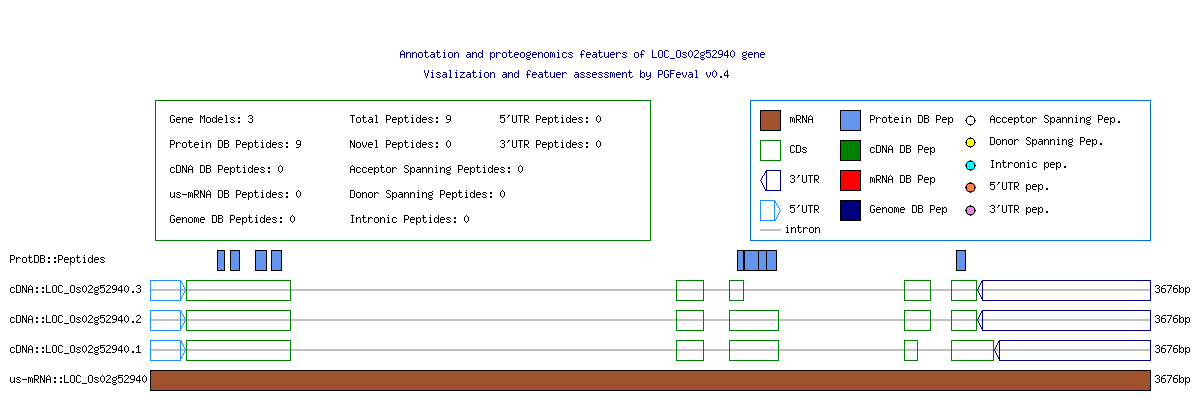 Annotation and proteogenomics featuers of LOC_Os02g52940 gene
Visalization and featuer assessment by PGFeval v0.4
Gene Models: 3 Total Peptides: 9 5'UTR Peptides: 0
Protein DB Peptides: 9 Novel Peptides: 0 3'UTR Peptides: 0
cDNA DB Peptides: 0 Acceptor Spanning Peptides: 0
us-mRNA DB Peptides: 0 Donor Spanning Peptides: 0
Genome DB Peptides: 0 Intronic Peptides: 0
mRNA Protein DB Pep Acceptor Spanning Pep.
CDs cDNA DB Pep Donor Spanning Pep.
3'UTR mRNA DB Pep Intronic pep.
5'UTR Genome DB Pep 5'UTR pep.
intron 3'UTR pep.
ProtDB::Peptides
cDNA::LOC_Os02g52940.3 3676bp
cDNA::LOC_Os02g52940.2 3676bp
cDNA::LOC_Os02g52940.1 3676bp
us-mRNA::LOC_Os02g52940 3676bp